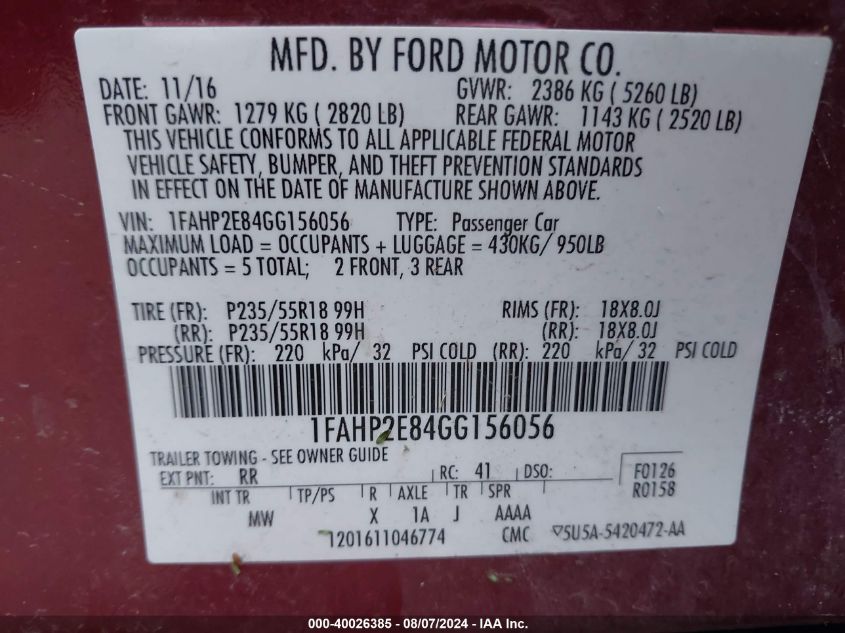 MFD. BY FORD MOTOR CO.
DATE: 11/16 GVWR: 2386 KG ( 5260 LB)
FRONT GAWR: 1279 KG ( 2820 LB) REAR GAWR: 1143 KG ( 2520 LB)
THIS VEHICLE CONFORMS TO ALL APPLICABLE FEDERAL MOTOR
VEHICLE SAFETY, BUMPER, AND THEFT PREVENTION STANDARDS
IN EFFECT ON THE DATE OF MANUFACTURE SHOWN ABOVE.
VIN: 1FAHP2E84GG156056 TYPE: Passenger Car
MAXIMUM LOAD = OCCUPANTS + LUGGAGE = 430KG/ 950LB
OCCUPANTS = 5 TOTAL; 2 FRONT, 3 REAR
TIRE (FR): P235/55R18 99H RIMS (FR): 18X8.0J
(RR): P235/55R18 99H (RR): 18X8.0J
PRESSURE (FR): 220 kPa/ 32 PSI COLD (RR): 220 kPa/ 32 PSI COLD
1FAHP2E84GG156056
TRAILER TOWING - SEE OWNER GUIDE
EXT PNT: RR RC: 41 DSO: F0126
INT TR TP/PS R AXLE TR SPR R0158
MW X 1A J AAAA
1201611046774 CMC 5U5A-5420472-AA
000-40026385 - 08/07/2024 - IAA Inc.